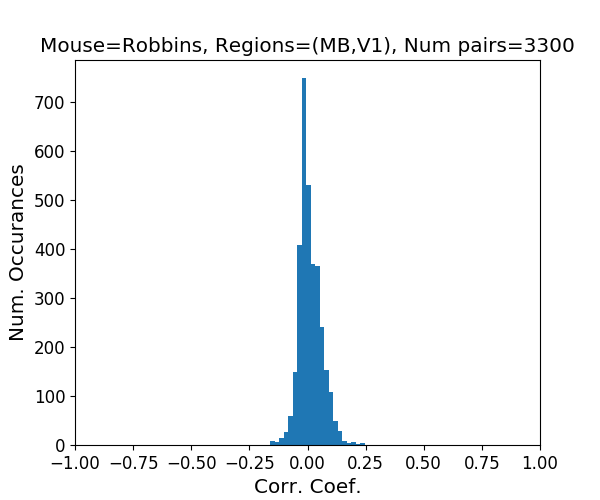 Mouse=Robbins, Regions=(MB,V1), Num pairs=3300
Num. Occurances
700
600
500
400
300
200
100
0
−1.00 −0.75 −0.50 −0.25 0.00 0.25 0.50 0.75 1.00
Corr. Coef.